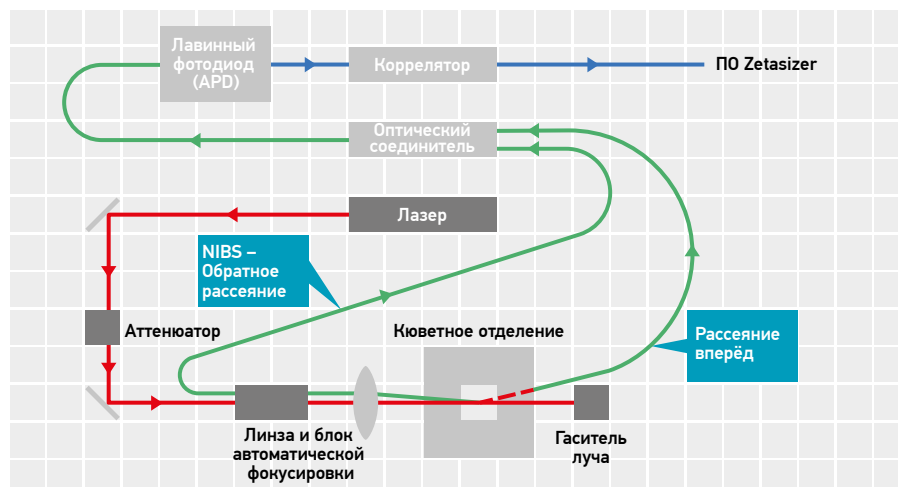 Лавинный
фотодиод
(APD)
Коррелятор
ПО Zetasizer
Оптический
соединитель
Лазер
NIBS –
Обратное
рассеяние
Аттенюатор
Кюветное отделение
Рассеяние
вперёд
Линза и блок
автоматической
фокусировки
Гаситель
луча